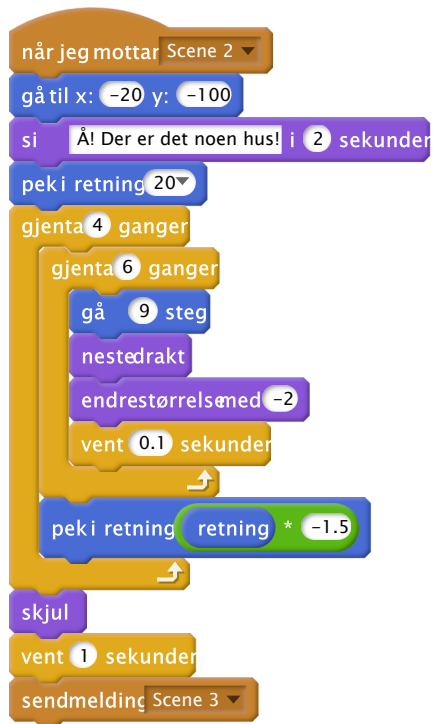 når jeg mottar Scene 2
gå til x: -20 y: -100
si Å! Der er det noen hus! i 2 sekunder
pek i retning 20
gjenta 4 ganger
gjenta 6 ganger
gå 9 steg
neste drakt
endre størrelse med -2
vent 0.1 sekunder
pek i retning retning * -1.5
skjul
vent 1 sekunder
send melding Scene 3